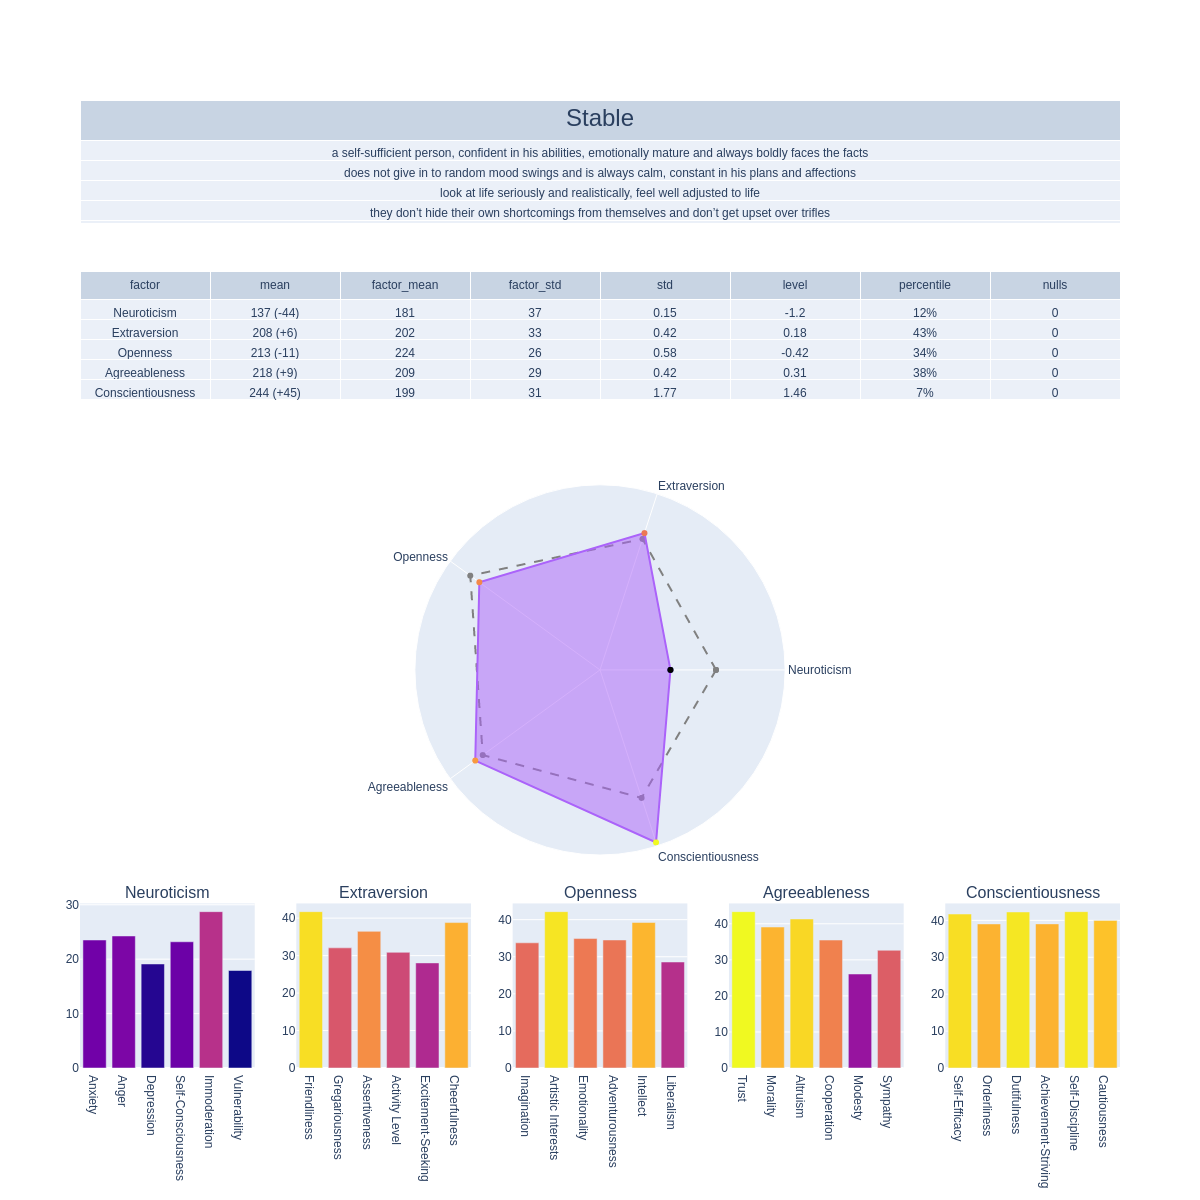 Stable
a self-sufficient person, confident in his abilities, emotionally mature and always boldly faces the facts
does not give in to random mood swings and is always calm, constant in his plans and affections
look at life seriously and realistically, feel well adjusted to life
they don’t hide their own shortcomings from themselves and don’t get upset over trifles
factor mean factor_mean factor_std std level percentile nulls
Neuroticism 137 (-44) 181 37 0.15 -1.2 12% 0
Extraversion 208 (+6) 202 33 0.42 0.18 43% 0
Openness 213 (-11) 224 26 0.58 -0.42 34% 0
Agreeableness 218 (+9) 209 29 0.42 0.31 38% 0
Conscientiousness 244 (+45) 199 31 1.77 1.46 7% 0
Extraversion
Openness
Neuroticism
Agreeableness
Conscientiousness
Neuroticism
30
20
10
0
Anxiety
Anger
Depression
Self-Consciousness
Immoderation
Vulnerability
Extraversion
40
30
20
10
0
Friendliness
Gregariousness
Assertiveness
Activity Level
Excitement-Seeking
Cheerfulness
Openness
40
30
20
10
0
Imagination
Artistic Interests
Emotionality
Adventurousness
Intellect
Liberalism
Agreeableness
40
30
20
10
0
Trust
Morality
Altruism
Cooperation
Modesty
Sympathy
Conscientiousness
40
30
20
10
0
Self-Efficacy
Orderliness
Dutifulness
Achievement-Striving
Self-Discipline
Cautiousness